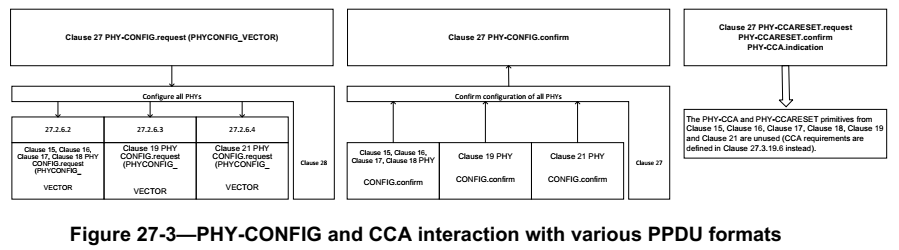 Clause 27 PHY-CONFIG.request (PHYCONFIG_VECTOR)
Configure all PHYs
27.2.6.2
27.2.6.3
27.2.6.4
Clause 15, Clause 16,
Clause 17, Clause 18 PHY
CONFIG.request
(PHYCONFIG_
VECTOR
Clause 19 PHY
CONFIG.request
(PHYCONFIG_
VECTOR
Clause 21 PHY
CONFIG.request
(PHYCONFIG_
VECTOR
Clause 28
Clause 27 PHY-CONFIG.confirm
Confirm configuration of all PHYs
Clause 15, Clause 16,
Clause 17, Clause 18 PHY
CONFIG.confirm
Clause 19 PHY
CONFIG.confirm
Clause 21 PHY
CONFIG.confirm
Clause 27
Clause 27 PHY-CCARESET.request
PHY-CCARESET.confirm
PHY-CCA.indication
The PHY-CCA and PHY-CCARESET primitives from
Clause 15, Clause 16, Clause 17, Clause 18, Clause 19
and Clause 21 are unused (CCA requirements are
defined in Clause 27.3.19.6 instead).
Figure 27-3—PHY-CONFIG and CCA interaction with various PPDU formats